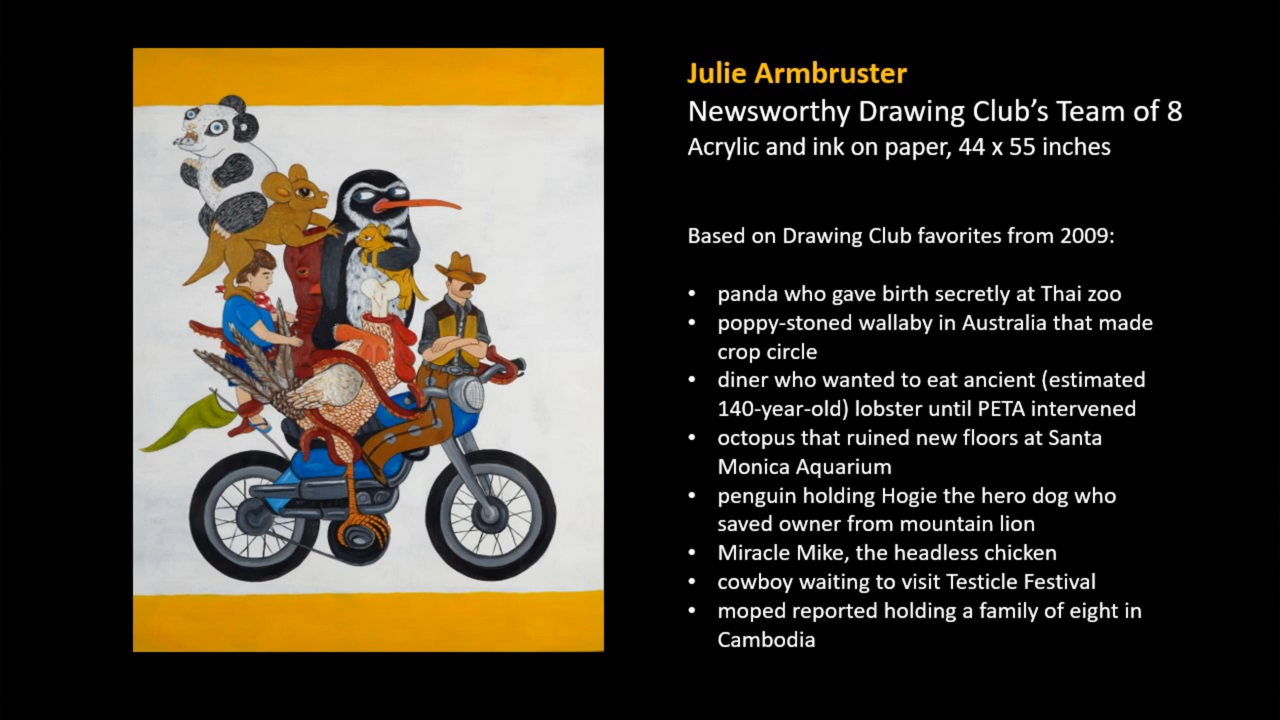 Julie Armbruster
Newsworthy Drawing Club’s Team of 8
Acrylic and ink on paper, 44 x 55 inches
Based on Drawing Club favorites from 2009:
• panda who gave birth secretly at Thai zoo
• poppy-stoned wallaby in Australia that made
crop circle
• diner who wanted to eat ancient (estimated
140-year-old) lobster until PETA intervened
• octopus that ruined new floors at Santa
Monica Aquarium
• penguin holding Hogie the hero dog who
saved owner from mountain lion
• Miracle Mike, the headless chicken
• cowboy waiting to visit Testicle Festival
• moped reported holding a family of eight in
Cambodia